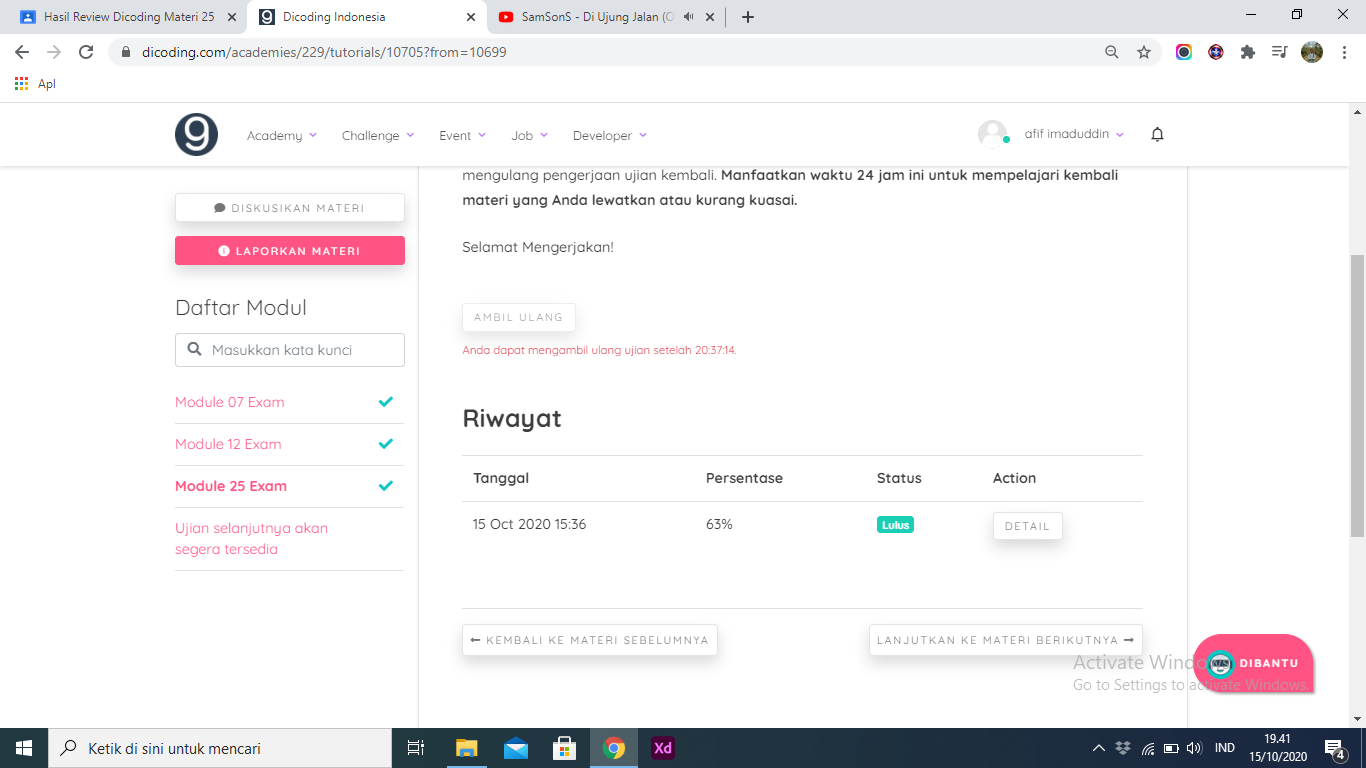 Hasil Review Dicoding Materi 25
Dicoding Indonesia
SamSonS - Di Ujung Jalan (O
dicoding.com/academies/229/tutorials/10705?from=10699
Apl
Academy
Challenge
Event
Job
Developer
afif imaduddin
mengulang pengerjaan ujian kembali. Manfaatkan waktu 24 jam ini untuk mempelajari kembali
materi yang Anda lewatkan atau kurang kuasai.
Selamat Mengerjakan!
DISKUSIKAN MATERI
LAPORKAN MATERI
Daftar Modul
Masukkan kata kunci
Module 07 Exam
Module 12 Exam
Module 25 Exam
Ujian selanjutnya akan
segera tersedia
AMBIL ULANG
Anda dapat mengambil ulang ujian setelah 20:37:14.
Riwayat
Tanggal Persentase Status Action
15 Oct 2020 15:36 63% Lulus DETAIL
KEMBALI KE MATERI SEBELUMNYA
LANJUTKAN KE MATERI BERIKUTNYA
DIBANTU
Activate Windows
Go to Settings to activate Windows.
Ketik di sini untuk mencari
Xd
IND
19.41
15/10/2020
4